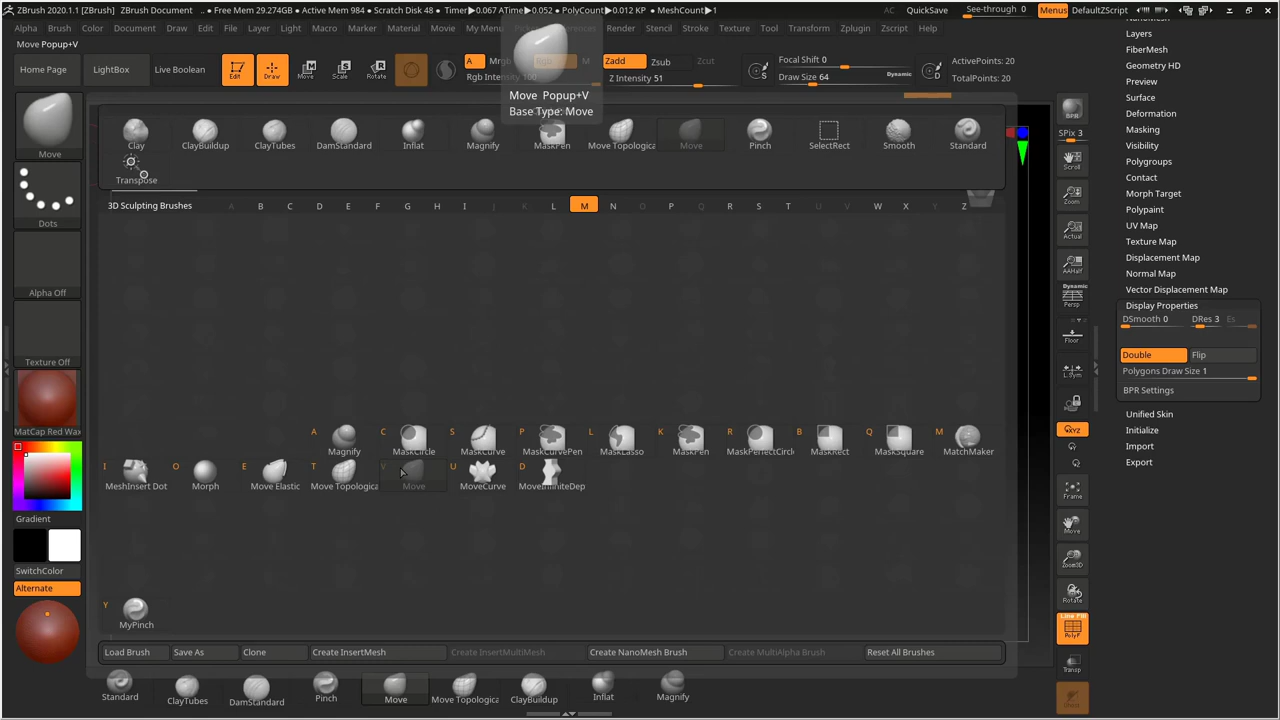 ZBrush 2020.1.1 [ZBrush] ZBrush Document .. ● Free Mem 29.274GB ● Active Mem 984 ● Scratch Disk 48 ● Timer▶0.067 ATime▶0.052 ● PolyCount▶0.012 KP ● MeshCount▶1 AC QuickSave See-through 0 Menus DefaultZScript
Alpha Brush Color Document Draw Edit File Layer Light Macro Marker Material Movie My Menu Render Stencil Stroke Texture Tool Transform Zplugin Zscript Help
Move Popup+V
Home Page LightBox Live Boolean Edit Draw Move Scale Rotate A Mrgb Rgb M Zadd Zsub Zcut Focal Shift 0 ActivePoints: 20
Rgb Intensity 100 Z Intensity 51 S Draw Size 64 Dynamic D TotalPoints: 20
Move Popup+V
Base Type: Move
Move
Clay ClayBuildup ClayTubes DamStandard Inflat Magnify MaskPen Move Topologica Move Pinch SelectRect Smooth Standard
Transpose
3D Sculpting Brushes A B C D E F G H I J K L M N O P Q R S T U V W X Y Z
A Magnify C MaskCircle S MaskCurve P MaskCurvePen L MaskLasso K MaskPen R MaskPerfectCircl B MaskRect Q MaskSquare M MatchMaker
I MeshInsert Dot O Morph E Move Elastic T Move Topologica V Move U MoveCurve D MoveInfiniteDep
Y MyPinch
Load Brush Save As Clone Create InsertMesh Create InsertMultiMesh Create NanoMesh Brush Create MultiAlpha Brush Reset All Brushes
Standard ClayTubes DamStandard Pinch Move Move Topologica ClayBuildup Inflat Magnify
Dots
Alpha Off
Texture Off
MatCap Red Wax
Gradient
SwitchColor
Alternate
BPR
SPix 3
Scroll
Zoom
Actual
AAHalf
Dynamic
Persp
Floor
L.Sym
XYZ
Frame
Move
Zoom3D
Rotate
Line Fill
PolyF
Transp
Layers
FiberMesh
Geometry HD
Preview
Surface
Deformation
Masking
Visibility
Polygroups
Contact
Morph Target
Polypaint
UV Map
Texture Map
Displacement Map
Normal Map
Vector Displacement Map
Display Properties
DSmooth 0 DRes 3 Es
Double Flip
Polygons Draw Size 1
BPR Settings
Unified Skin
Initialize
Import
Export